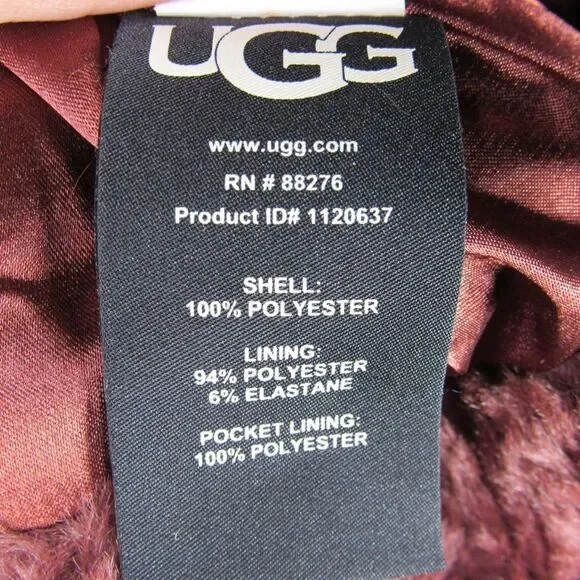 UGG
www.ugg.com
RN # 88276
Product ID# 1120637
SHELL:
100% POLYESTER
LINING:
94% POLYESTER
6% ELASTANE
POCKET LINING:
100% POLYESTER